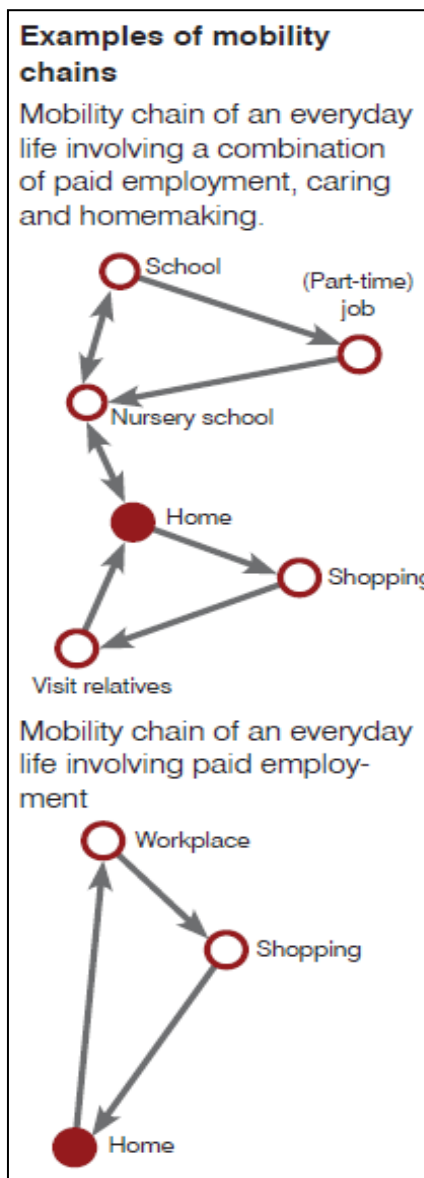 Examples of mobility
chains
Mobility chain of an everyday
life involving a combination
of paid employment, caring
and homemaking.
School
(Part-time)
job
Nursery school
Home
Shopping
Visit relatives
Mobility chain of an everyday
life involving paid employ-
ment
Workplace
Shopping
Home